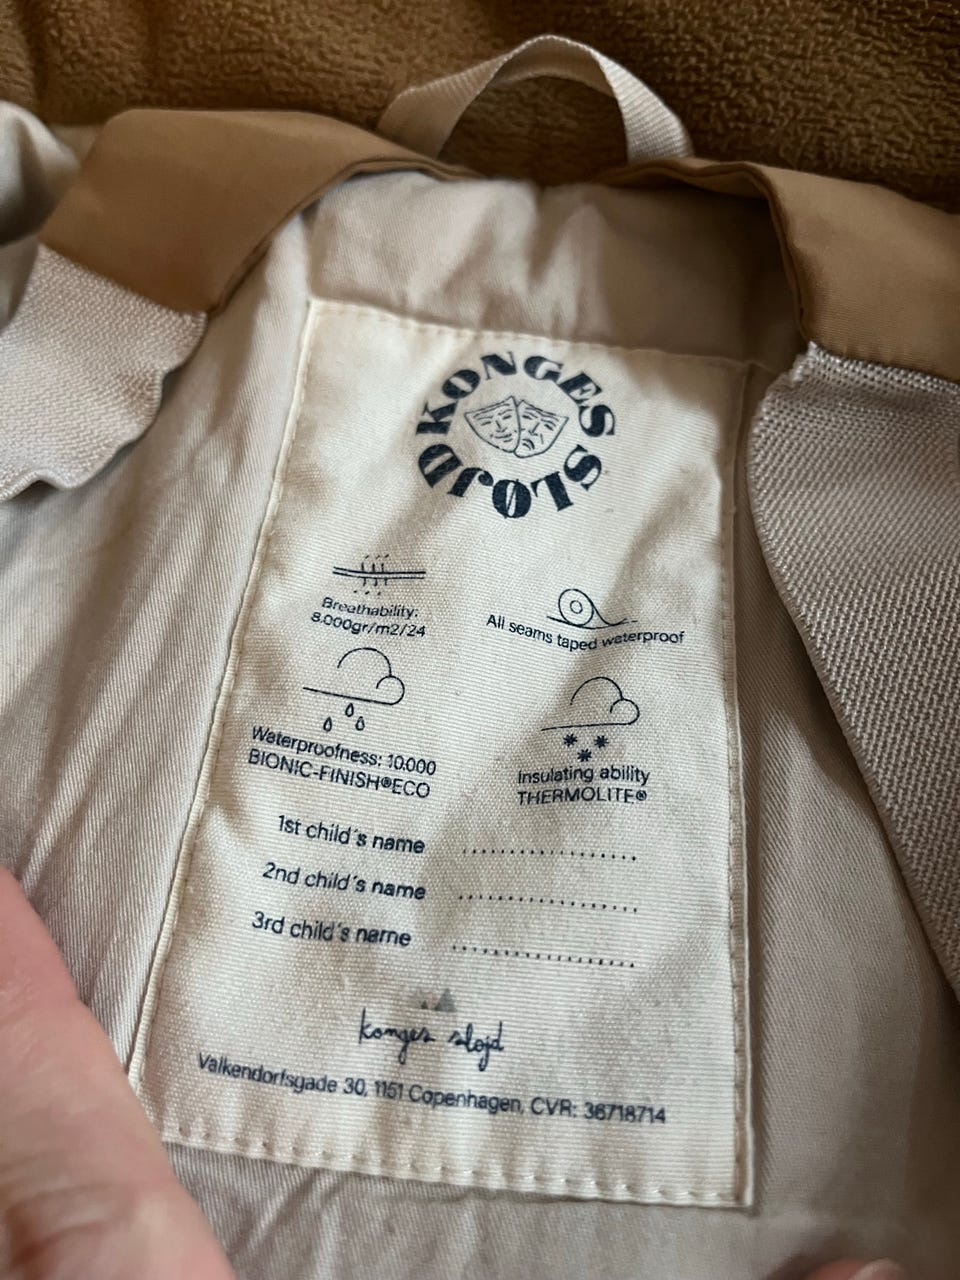 KONGES SLØJD
Breathability:
8.000gr/m2/24
All seams taped waterproof
Waterproofness: 10.000
BIONIC-FINISH®ECO
Insulating ability
THERMOLITE®
1st child´s name ..................
2nd child´s name ..................
3rd child´s name ..................
konges slojd
Valkendorfsgade 30, 1151 Copenhagen, CVR: 36718714